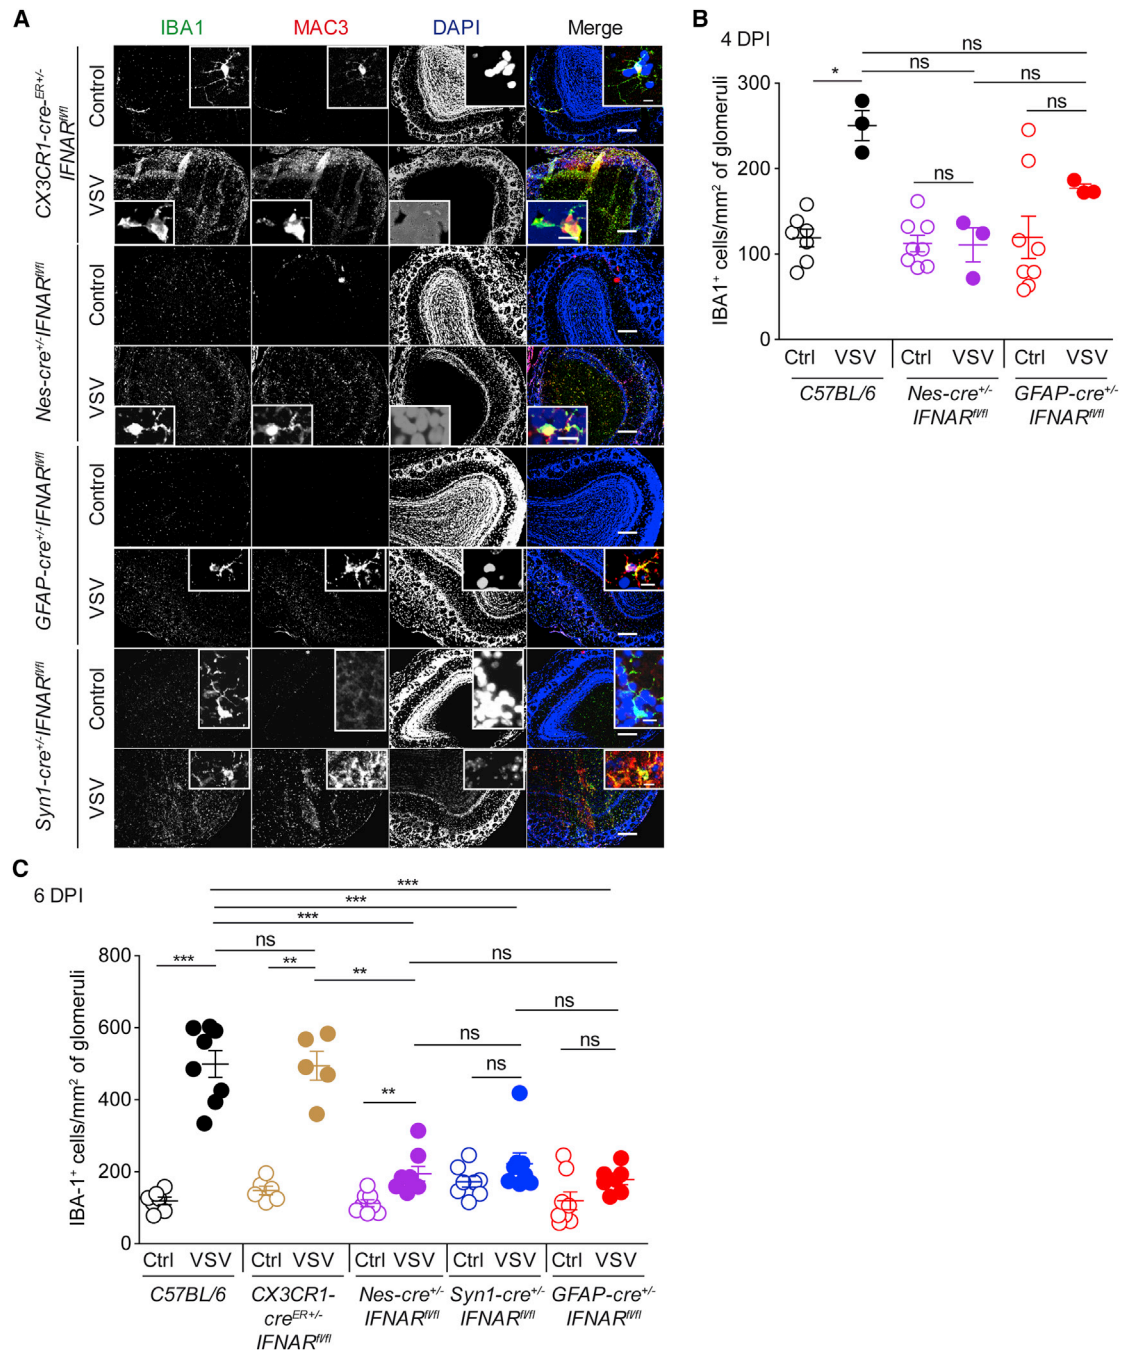 A
IBA1 MAC3 DAPI Merge
CX3CR1-cre-ER+/-
IFNARfl/fl
Control
VSV
Nes-cre+/-IFNARfl/fl
Control
VSV
GFAP-cre+/-IFNARfl/fl
Control
VSV
Syn1-cre+/-IFNARfl/fl
Control
VSV
B
4 DPI
ns
ns
ns
*
ns
ns
IBA1+ cells/mm2 of glomeruli
300
200
100
0
Ctrl VSV Ctrl VSV Ctrl VSV
C57BL/6 Nes-cre+/- GFAP-cre+/-
IFNARfl/fl IFNARfl/fl
C
6 DPI
***
***
***
ns
ns
***
**
**
ns
ns
ns
ns
**
IBA-1+ cells/mm2 of glomeruli
800
600
400
200
0
Ctrl VSV Ctrl VSV Ctrl VSV Ctrl VSV Ctrl VSV
C57BL/6 CX3CR1- Nes-cre+/- Syn1-cre+/- GFAP-cre+/-
creER+/- IFNARfl/fl IFNARfl/fl IFNARfl/fl
IFNARfl/fl